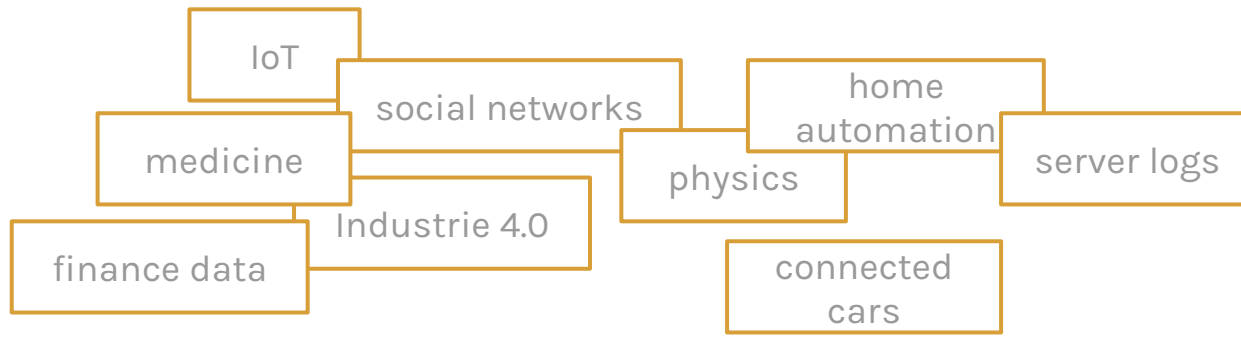 IoT
social networks
home
automation
medicine
physics
server logs
Industrie 4.0
finance data
connected
cars